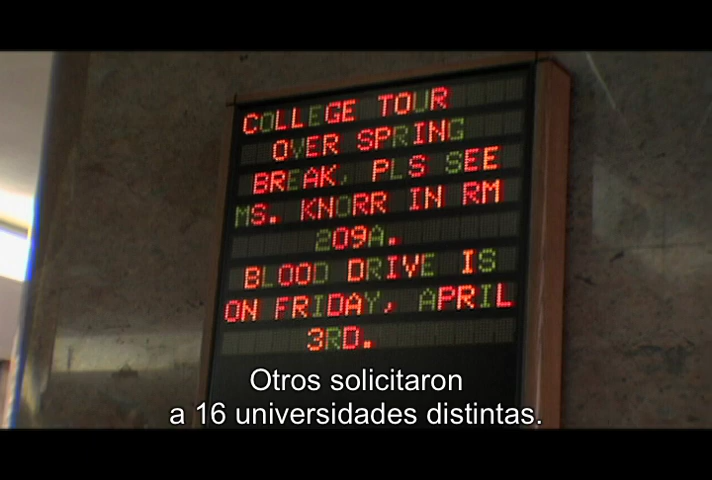 COLLEGE TOUR
OVER SPRING
BREAK, PLS SEE
MS. KNORR IN RM
209A.
BLOOD DRIVE IS
ON FRIDAY, APRIL
3RD.
Otros solicitaron
a 16 universidades distintas.